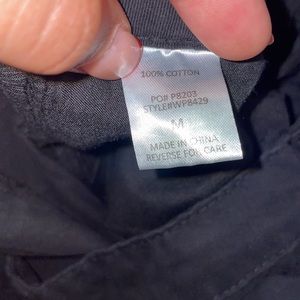 100% COTTON
PO# P8203
STYLE#WP8429
M
MADE IN CHINA
REVERSE FOR CARE